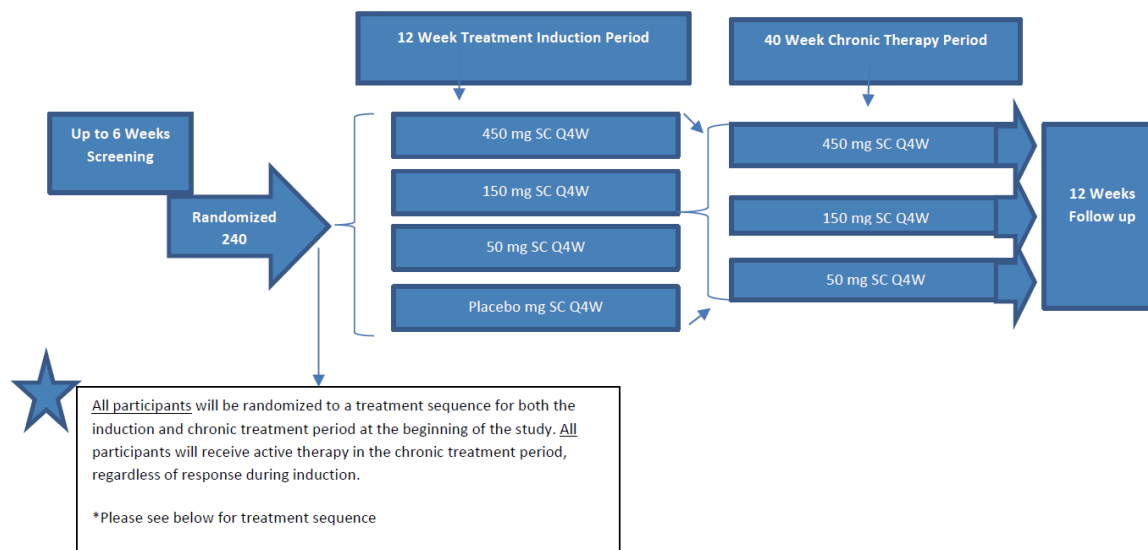 12 Week Treatment Induction Period
40 Week Chronic Therapy Period
Up to 6 Weeks
Screening
Randomized
240
450 mg SC Q4W
150 mg SC Q4W
50 mg SC Q4W
Placebo mg SC Q4W
450 mg SC Q4W
150 mg SC Q4W
50 mg SC Q4W
12 Weeks
Follow up
All participants will be randomized to a treatment sequence for both the
induction and chronic treatment period at the beginning of the study. All
participants will receive active therapy in the chronic treatment period,
regardless of response during induction.
*Please see below for treatment sequence